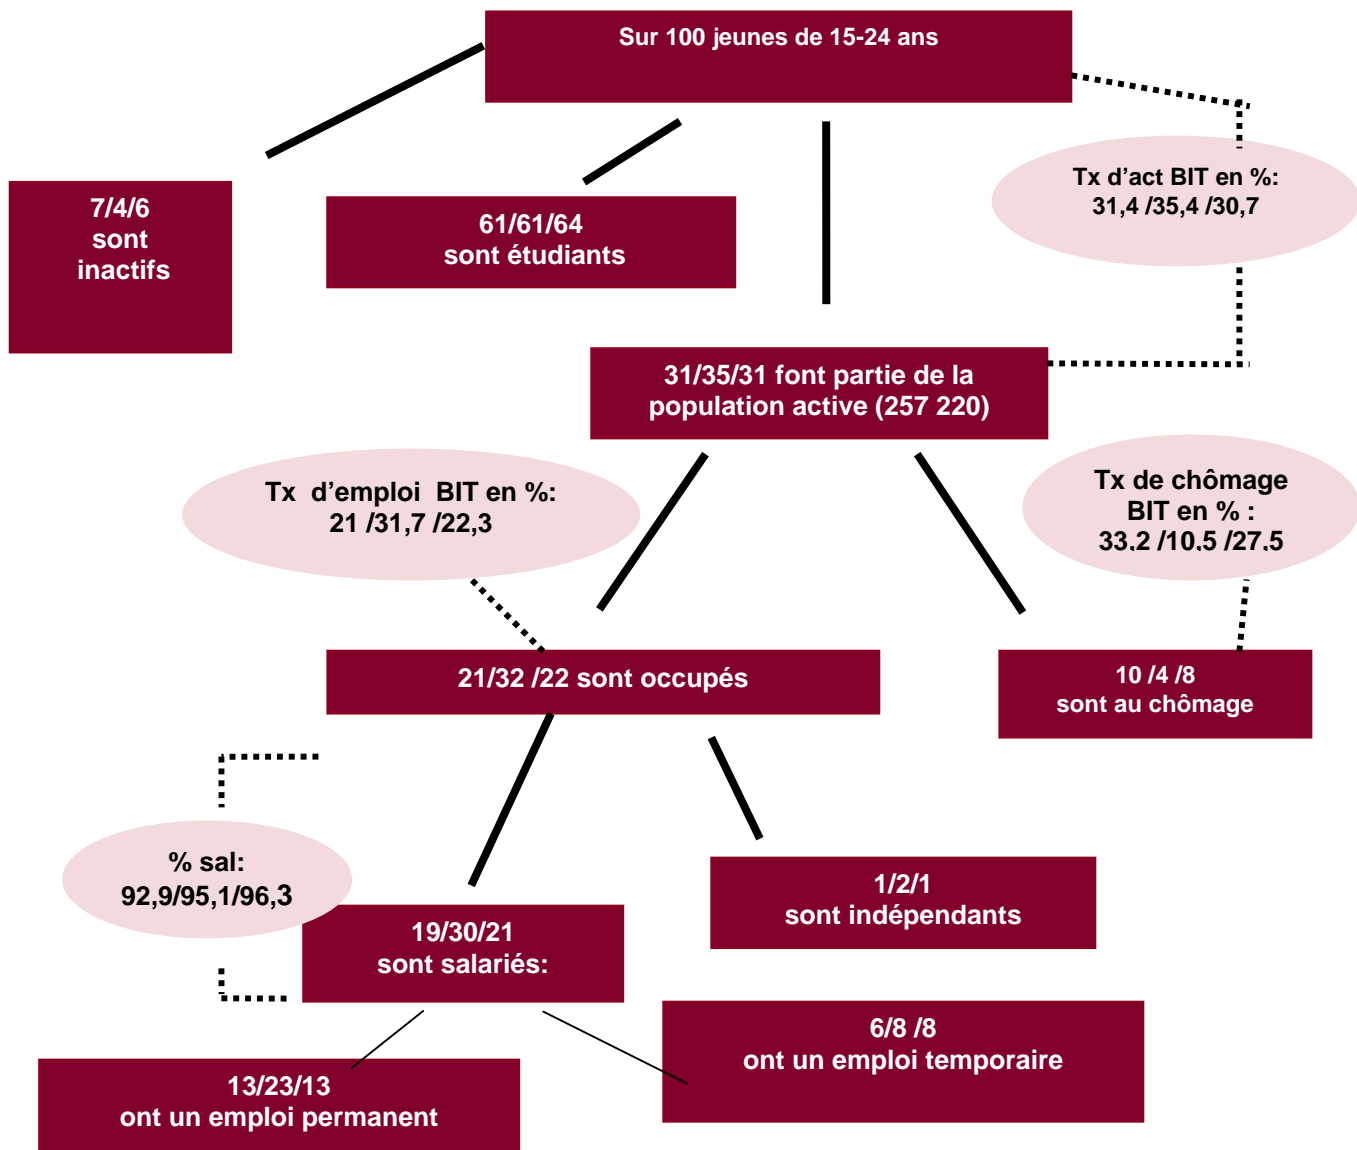 Sur 100 jeunes de 15-24 ans
Tx d'act BIT en %:
31,4 /35,4 /30,7
7/4/6
sont
inactifs
61/61/64
sont étudiants
31/35/31 font partie de la
population active (257 220)
Tx d'emploi BIT en %:
21 /31,7 /22,3
Tx de chômage
BIT en % :
33,2 /10,5 /27,5
21/32 /22 sont occupés
10 /4 /8
sont au chômage
% sal:
92,9/95,1/96,3
1/2/1
sont indépendants
19/30/21
sont salariés:
6/8 /8
ont un emploi temporaire
13/23/13
ont un emploi permanent